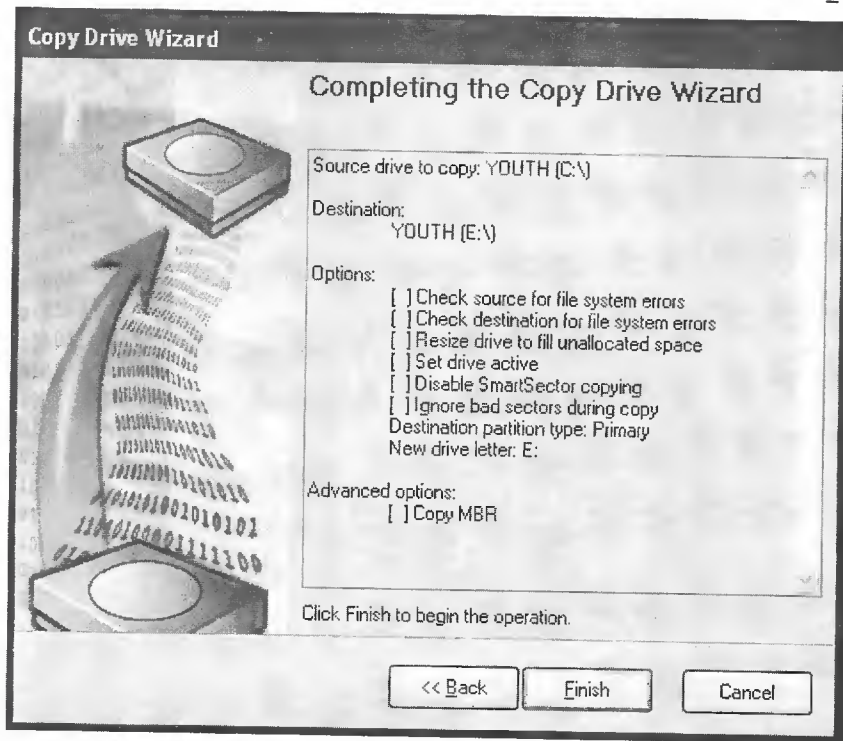 Copy Drive Wizard
Completing the Copy Drive Wizard
Source drive to copy: YOUTH (C:\)
Destination:
YOUTH (E:\)
Options:
[ ] Check source for file system errors
[ ] Check destination for file system errors
[ ] Resize drive to fill unallocated space
[ ] Set drive active
[ ] Disable SmartSector copying
[ ] Ignore bad sectors during copy
Destination partition type: Primary
New drive letter: E:
Advanced options:
[ ] Copy MBR
Click Finish to begin the operation.
<< Back
Finish
Cancel